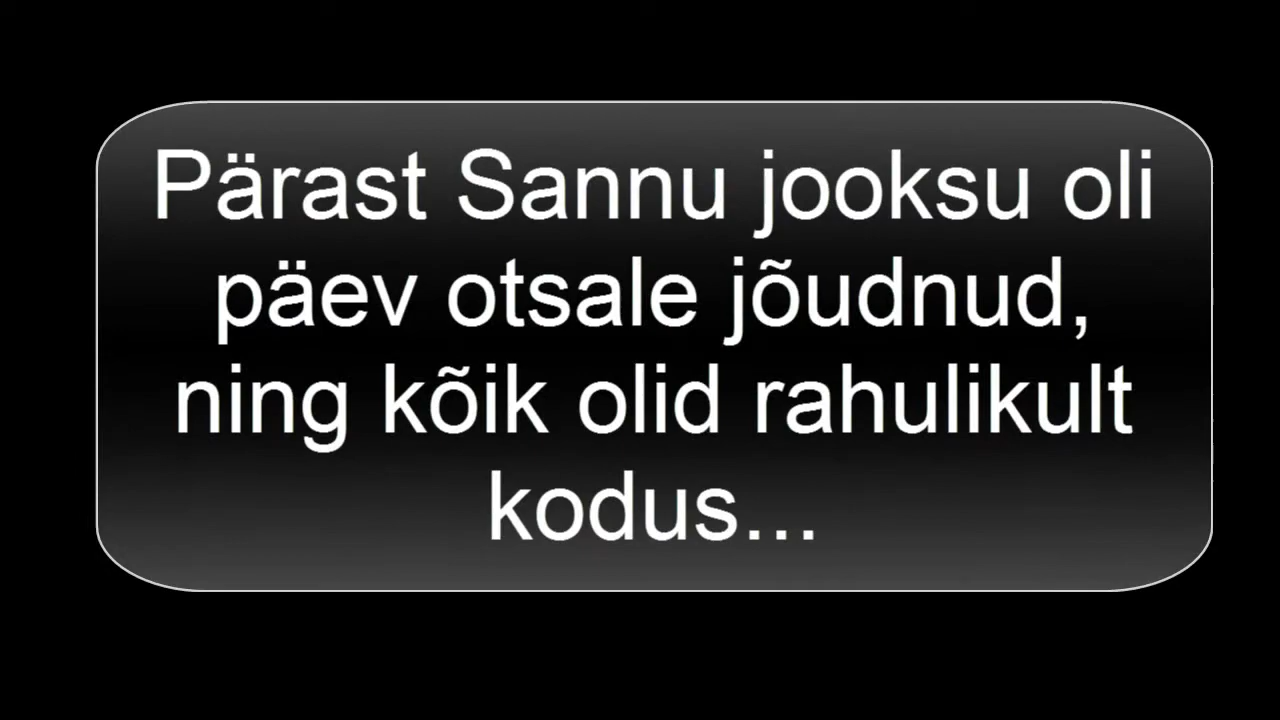 Pärast Sannu jooksu oli
päev otsale jõudnud,
ning kõik olid rahulikult
kodus...